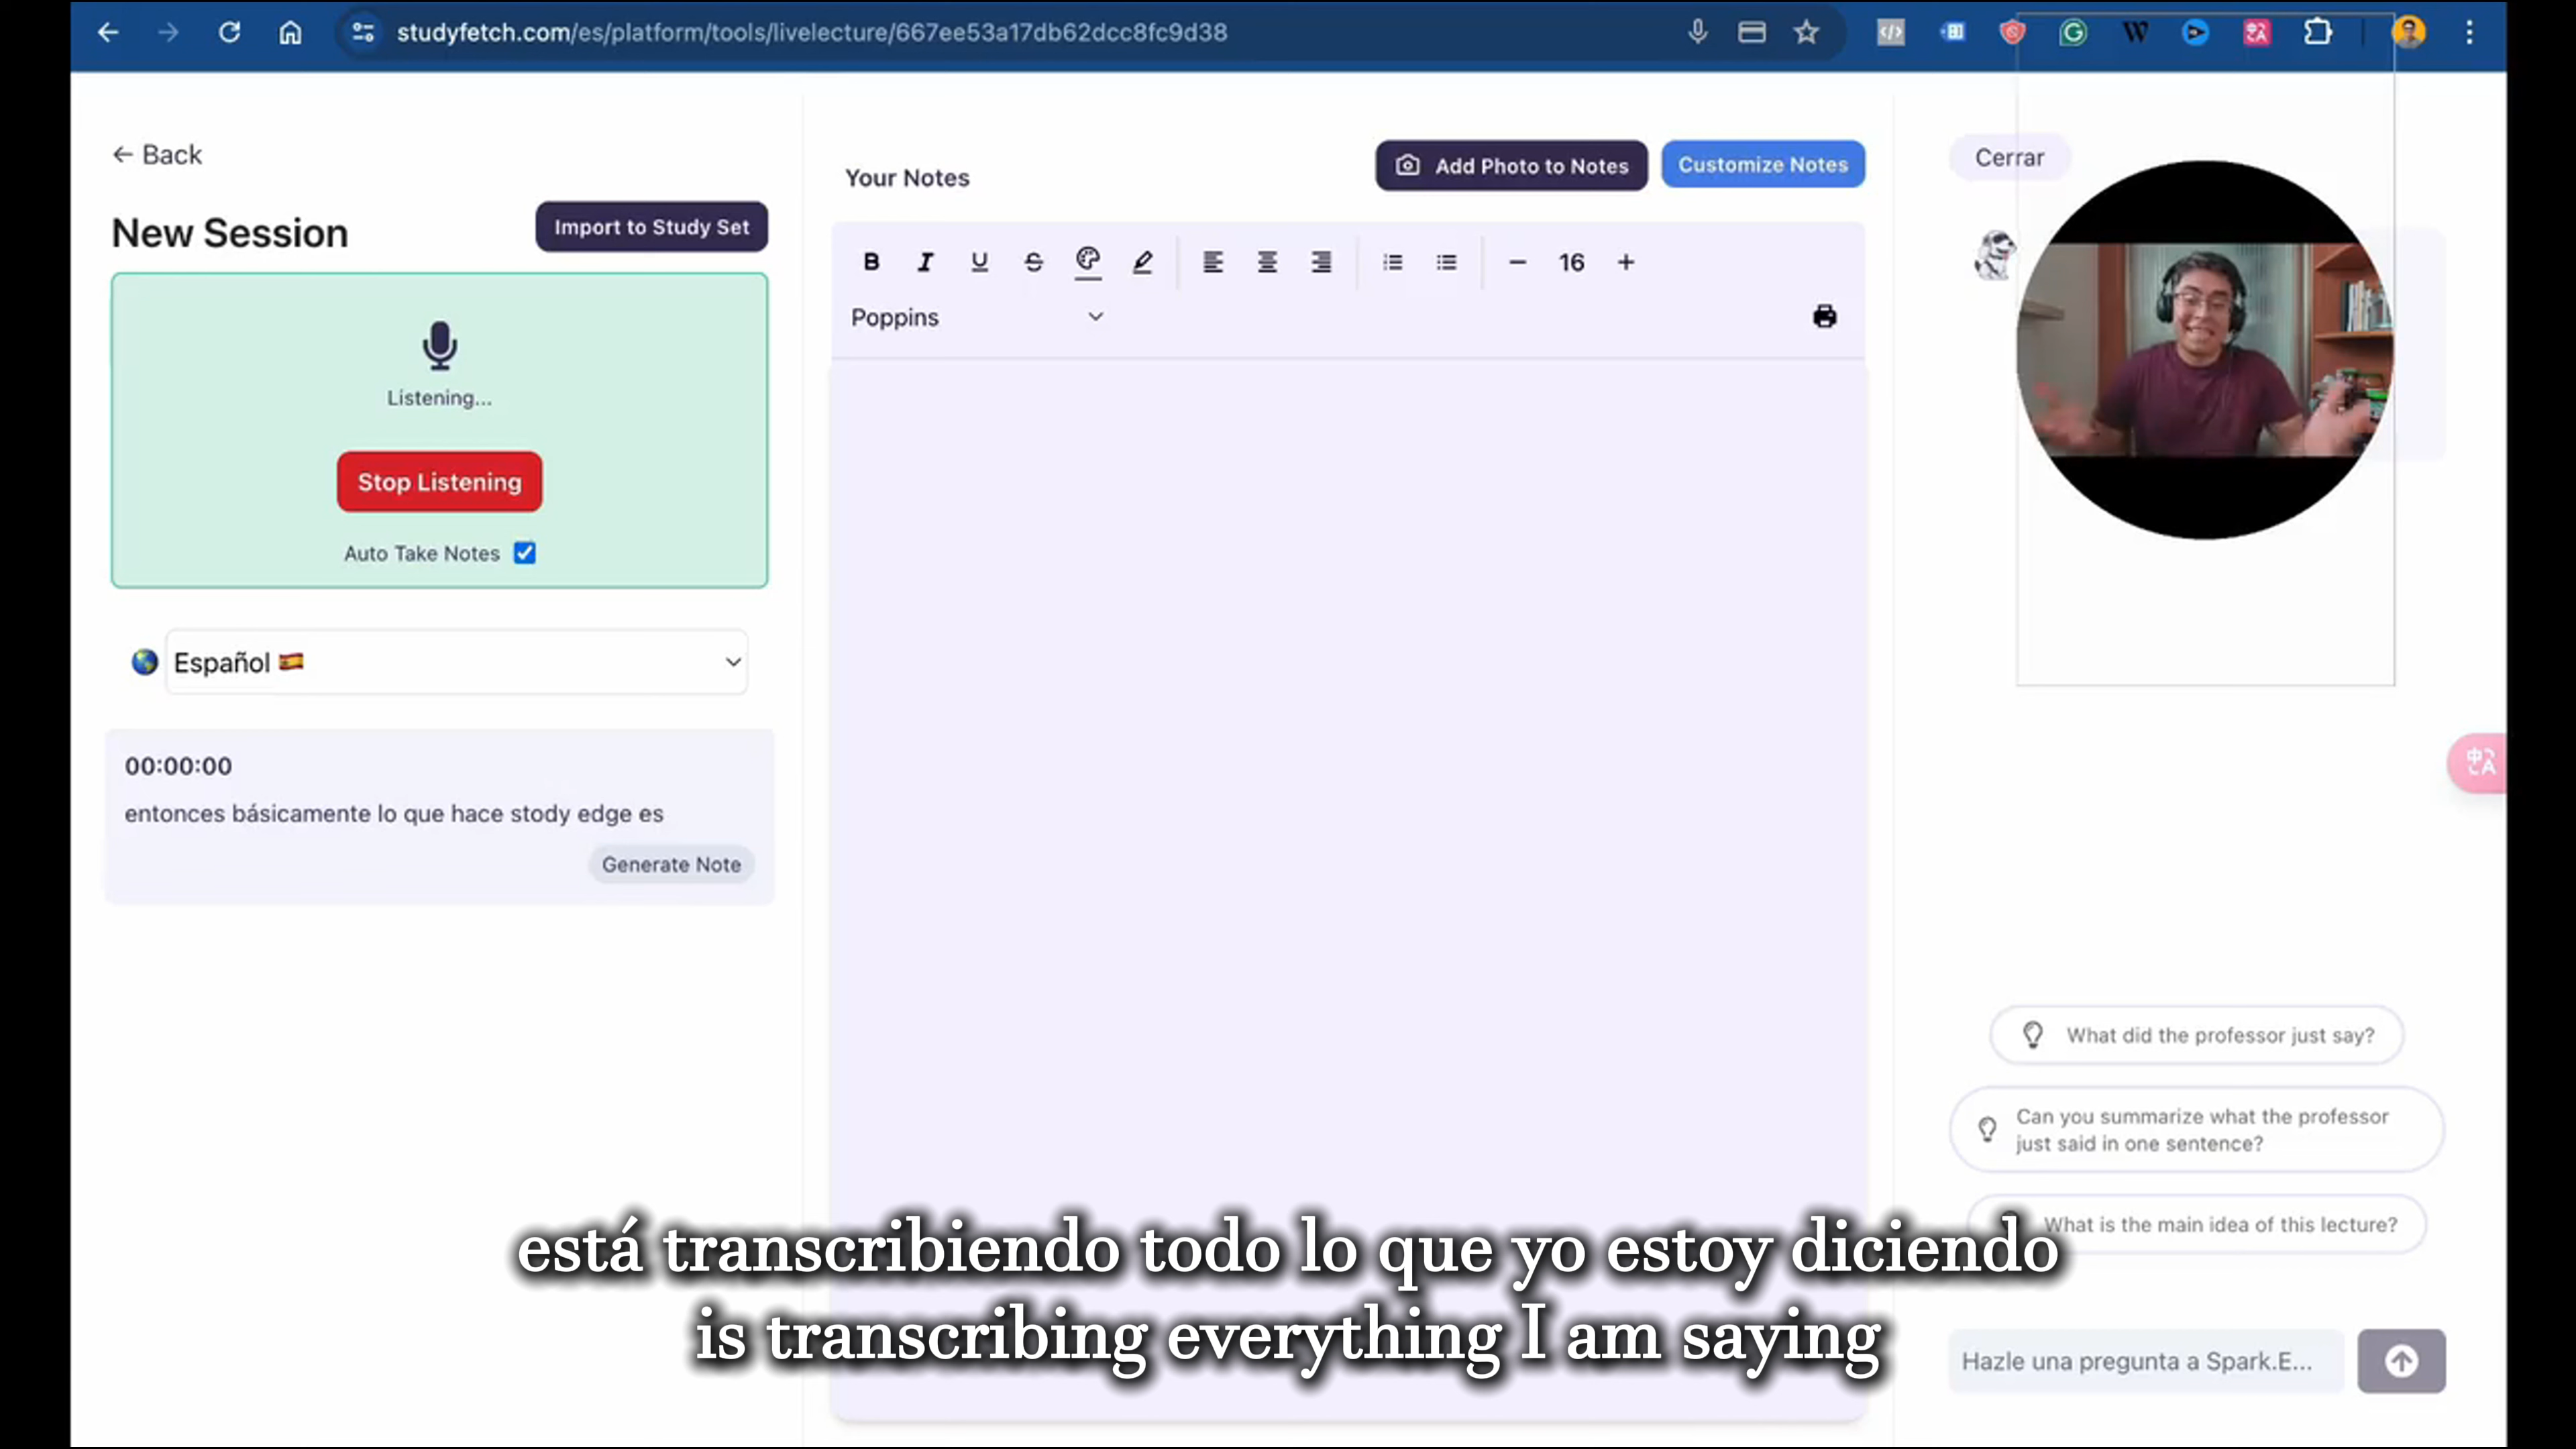 studyfetch.com/es/platform/tools/livelecture/667ee53a17db62dcc8fc9d38
← Back
New Session
Import to Study Set
Listening...
Stop Listening
Auto Take Notes
Español
00:00:00
entonces básicamente lo que hace stody edge es
Generate Note
Your Notes
Add Photo to Notes
Customize Notes
B I U S
16
Poppins
Cerrar
What did the professor just say?
Can you summarize what the professor
just said in one sentence?
What is the main idea of this lecture?
Hazle una pregunta a Spark.E...
está transcribiendo todo lo que yo estoy diciendo
is transcribing everything I am saying